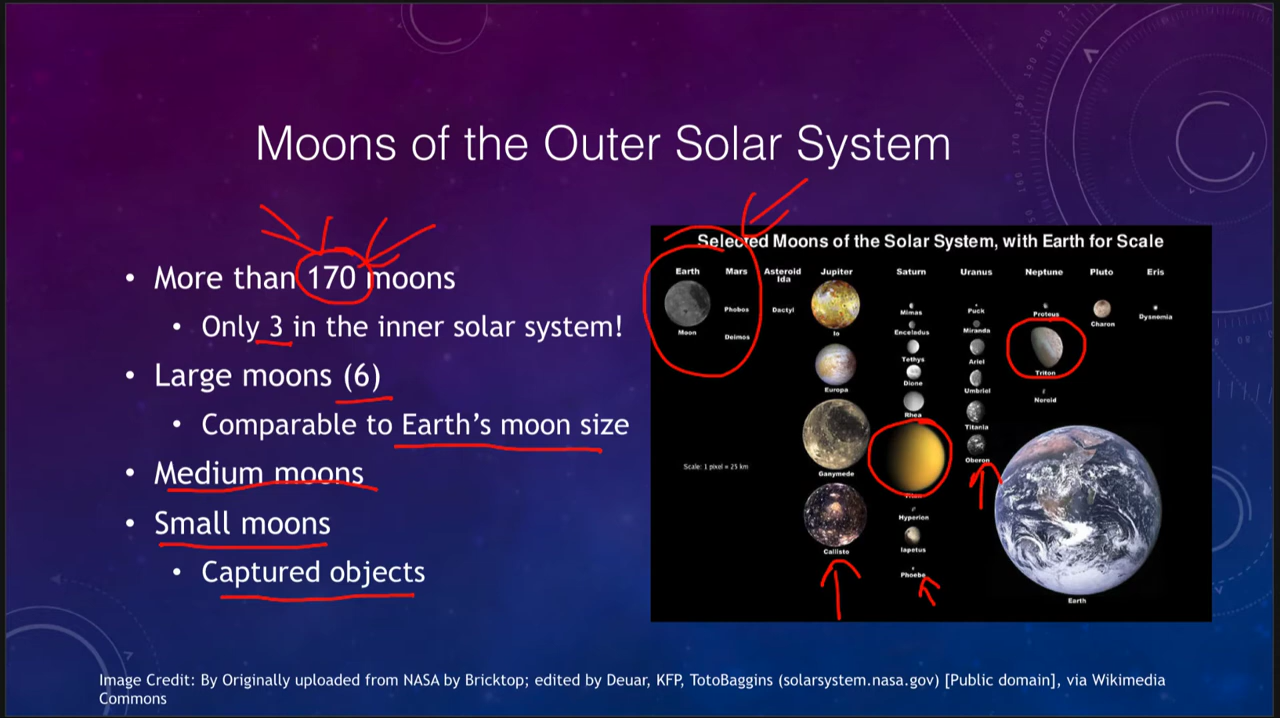 Moons of the Outer Solar System
• More than 170 moons
• Only 3 in the inner solar system!
• Large moons (6)
• Comparable to Earth's moon size
• Medium moons
• Small moons
• Captured objects
Selected Moons of the Solar System, with Earth for Scale
Earth Mars Asteroid Ida Jupiter Saturn Uranus Neptune Pluto Eris
Moon
Phobos
Deimos
Dactyl
Io
Europa
Ganymede
Callisto
Mimas
Enceladus
Tethys
Dione
Rhea
Titan
Hyperion
Iapetus
Phoebe
Puck
Miranda
Ariel
Umbriel
Titania
Oberon
Proteus
Triton
Nereid
Charon
Dysnomia
Scale: 1 pixel = 25 km
Earth
Image Credit: By Originally uploaded from NASA by Bricktop; edited by Deuar, KFP, TotoBaggins (solarsystem.nasa.gov) [Public domain], via Wikimedia
Commons